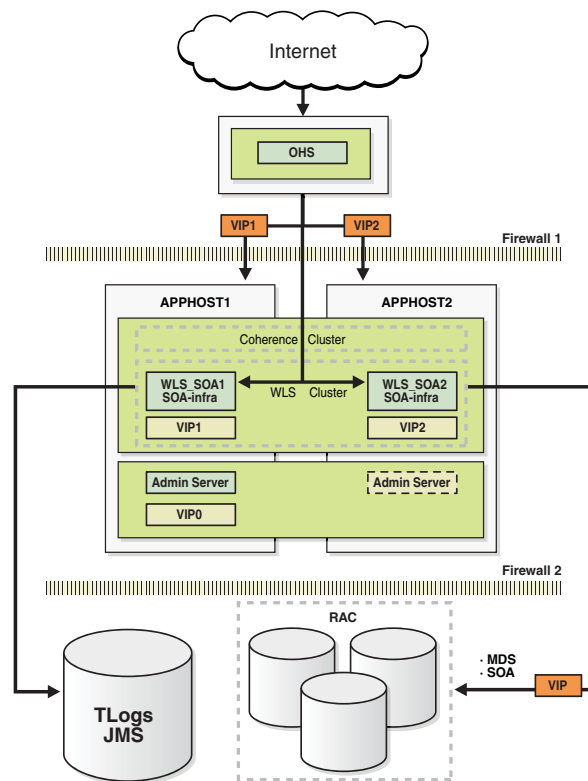 Internet
OHS
VIP1
VIP2
Firewall 1
APPHOST1
APPHOST2
Coherence Cluster
WLS_SOA1
SOA-infra
WLS Cluster
WLS_SOA2
SOA-infra
VIP1
VIP2
Admin Server
Admin Server
VIP0
Firewall 2
RAC
· MDS
· SOA
VIP
TLogs
JMS